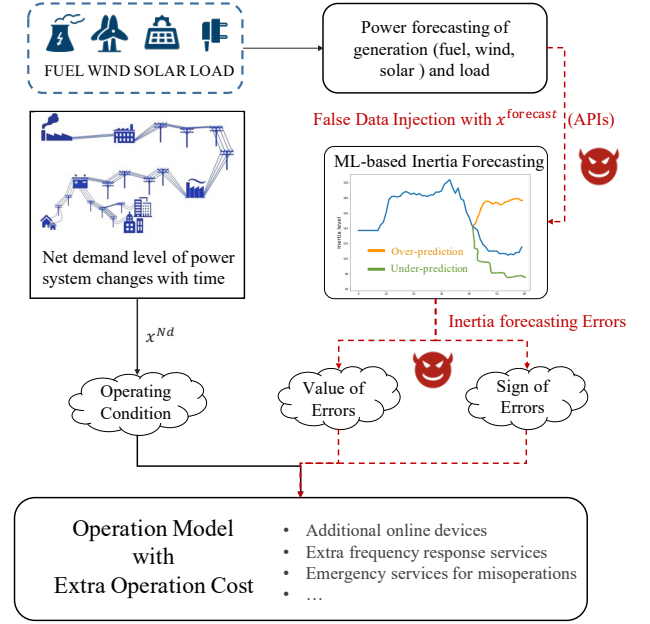 FUEL WIND SOLAR LOAD
Power forecasting of
generation (fuel, wind,
solar ) and load
False Data Injection with x^forecast (APIs)
ML-based Inertia Forecasting
Inertia level
Over-prediction
Under-prediction
Net demand level of power
system changes with time
x^Nd
Inertia forecasting Errors
Operating
Condition
Value of
Errors
Sign of
Errors
Operation Model
with
Extra Operation Cost
• Additional online devices
• Extra frequency response services
• Emergency services for misoperations
• …